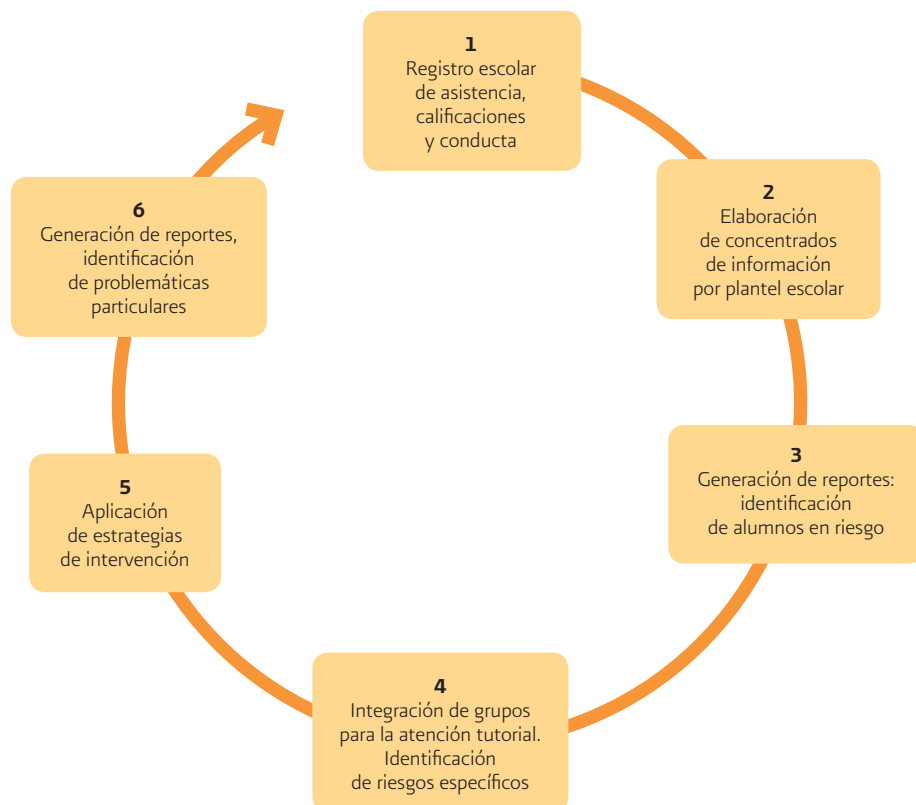 1
Registro escolar
de asistencia,
calificaciones
y conducta
2
Elaboración
de concentrados
de información
por plantel escolar
3
Generación de reportes:
identificación
de alumnos en riesgo
4
Integración de grupos
para la atención tutorial.
Identificación
de riesgos específicos
5
Aplicación
de estrategias
de intervención
6
Generación de reportes,
identificación
de problemáticas
particulares